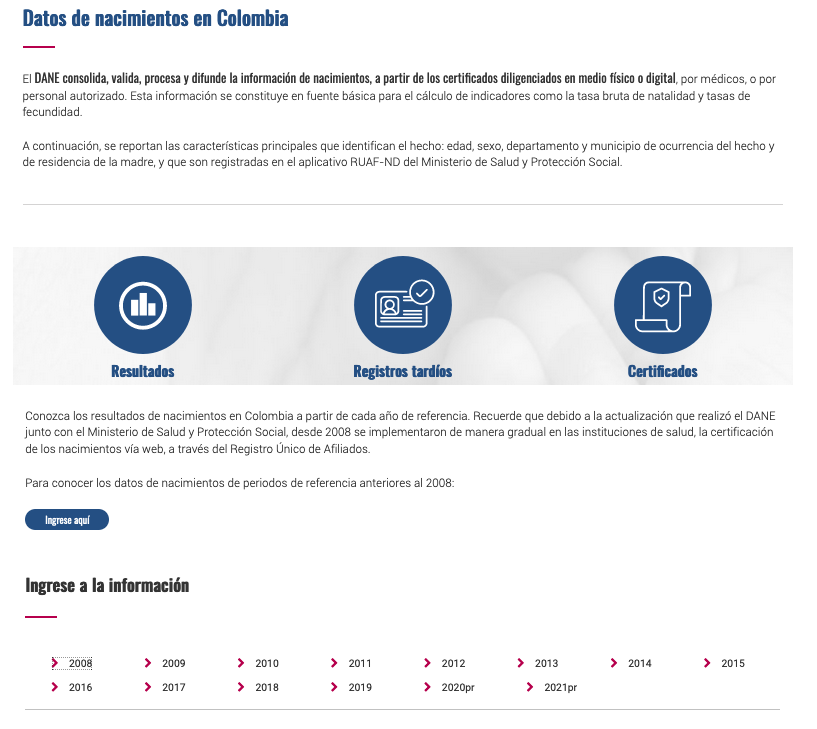 Datos de nacimientos en Colombia
El DANE consolida, valida, procesa y difunde la información de nacimientos, a partir de los certificados diligenciados en medio físico o digital, por médicos, o por
personal autorizado. Esta información se constituye en fuente básica para el cálculo de indicadores como la tasa bruta de natalidad y tasas de
fecundidad.
A continuación, se reportan las características principales que identifican el hecho: edad, sexo, departamento y municipio de ocurrencia del hecho y
de residencia de la madre, y que son registradas en el aplicativo RUAF-ND del Ministerio de Salud y Protección Social.
Resultados Registros tardíos Certificados
Conozca los resultados de nacimientos en Colombia a partir de cada año de referencia. Recuerde que debido a la actualización que realizó el DANE
junto con el Ministerio de Salud y Protección Social, desde 2008 se implementaron de manera gradual en las instituciones de salud, la certificación
de los nacimientos vía web, a través del Registro Único de Afiliados.
Para conocer los datos de nacimientos de periodos de referencia anteriores al 2008:
Ingrese aquí
Ingrese a la información
2008 2009 2010 2011 2012 2013 2014 2015
2016 2017 2018 2019 2020pr 2021pr